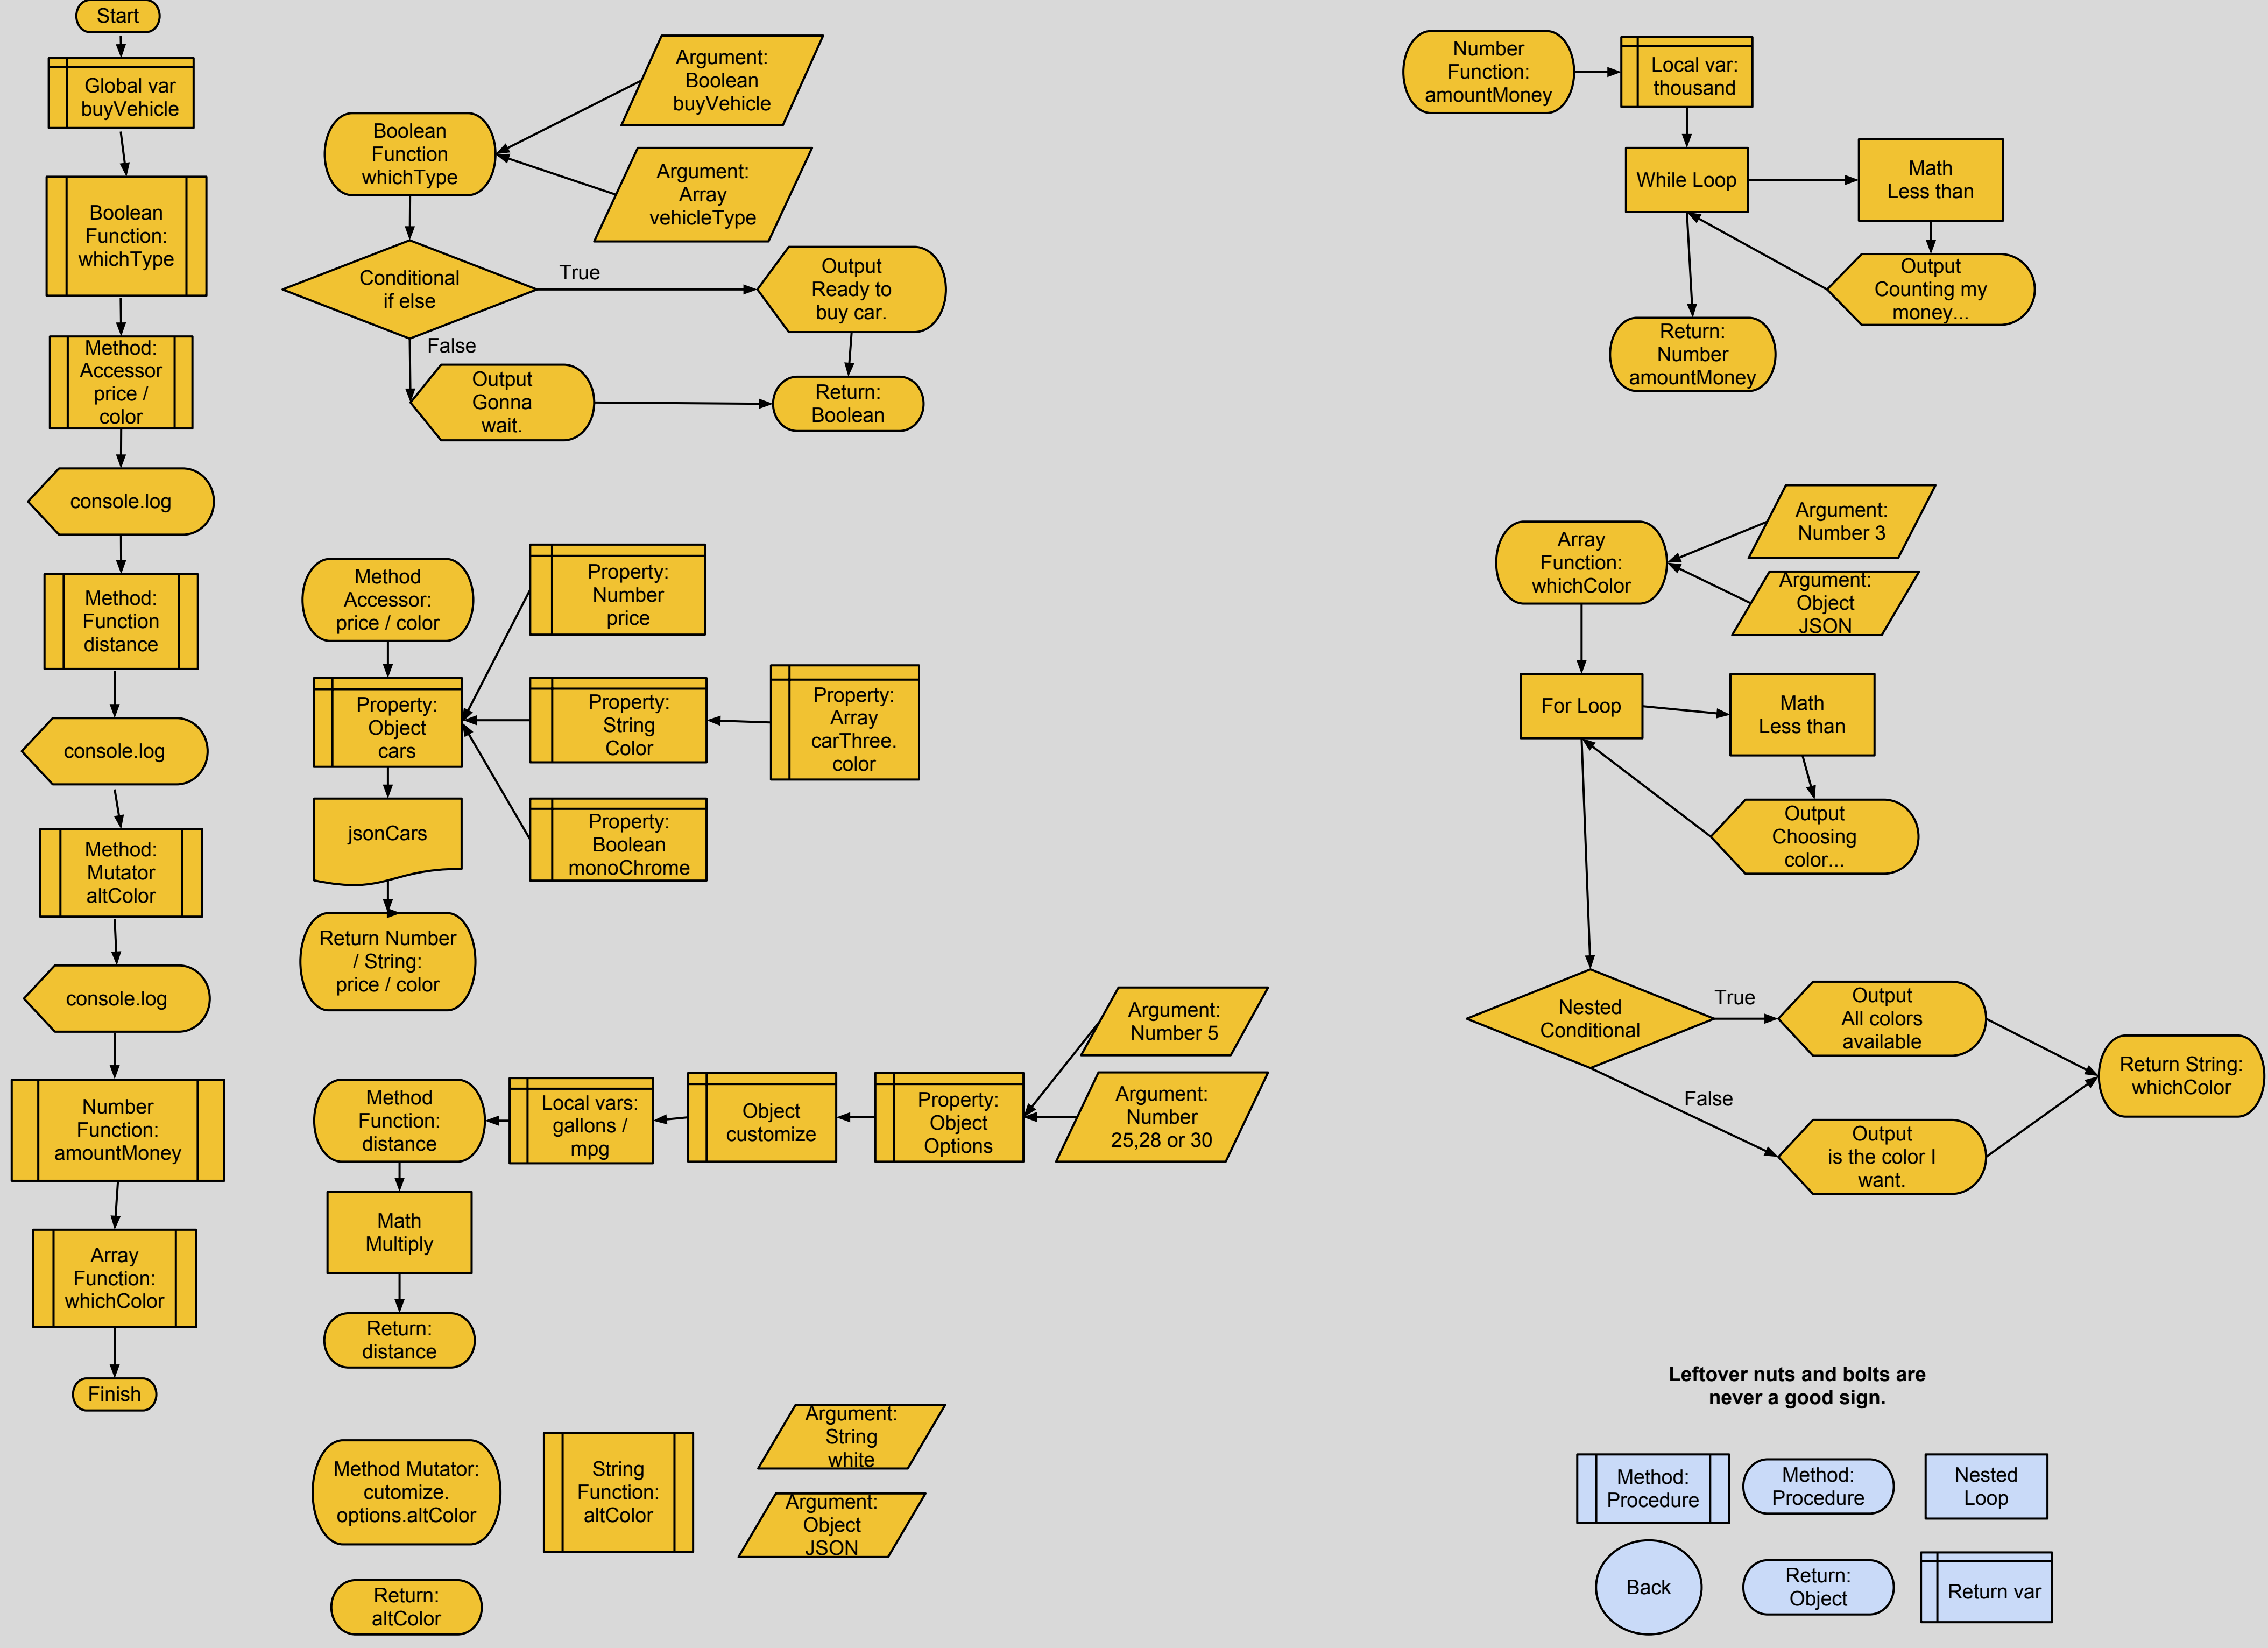 Start
Global var
buyVehicle
Boolean
Function:
whichType
Method:
Accessor
price /
color
console.log
Method:
Function
distance
console.log
Method:
Mutator
altColor
console.log
Number
Function:
amountMoney
Array
Function:
whichColor
Finish
Argument:
Boolean
buyVehicle
Boolean
Function
whichType
Argument:
Array
vehicleType
Conditional
if else
True
Output
Ready to
buy car.
False
Output
Gonna
wait.
Return:
Boolean
Method
Accessor:
price / color
Property:
Number
price
Property:
Object
cars
Property:
String
Color
Property:
Array
carThree.
color
jsonCars
Property:
Boolean
monoChrome
Return Number
/ String:
price / color
Argument:
Number 5
Method
Function:
distance
Local vars:
gallons /
mpg
Object
customize
Property:
Object
Options
Argument:
Number
25,28 or 30
Math
Multiply
Return:
distance
Method Mutator:
cutomize.
options.altColor
String
Function:
altColor
Argument:
String
white
Argument:
Object
JSON
Return:
altColor
Number
Function:
amountMoney
Local var:
thousand
While Loop
Math
Less than
Output
Counting my
money...
Return:
Number
amountMoney
Array
Function:
whichColor
Argument:
Number 3
Argument:
Object
JSON
For Loop
Math
Less than
Output
Choosing
color...
Nested
Conditional
True
Output
All colors
available
False
Output
is the color I
want.
Return String:
whichColor
Leftover nuts and bolts are
never a good sign.
Method:
Procedure
Method:
Procedure
Nested
Loop
Back
Return:
Object
Return var